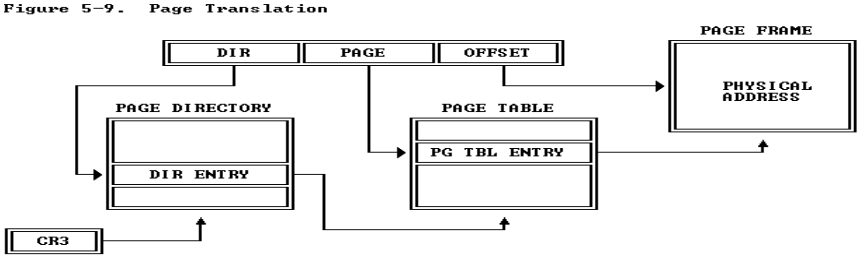 Figure 5-9. Page Translation
PAGE FRAME
DIR PAGE OFFSET
PHYSICAL
ADDRESS
PAGE DIRECTORY PAGE TABLE
PG TBL ENTRY
DIR ENTRY
CR3